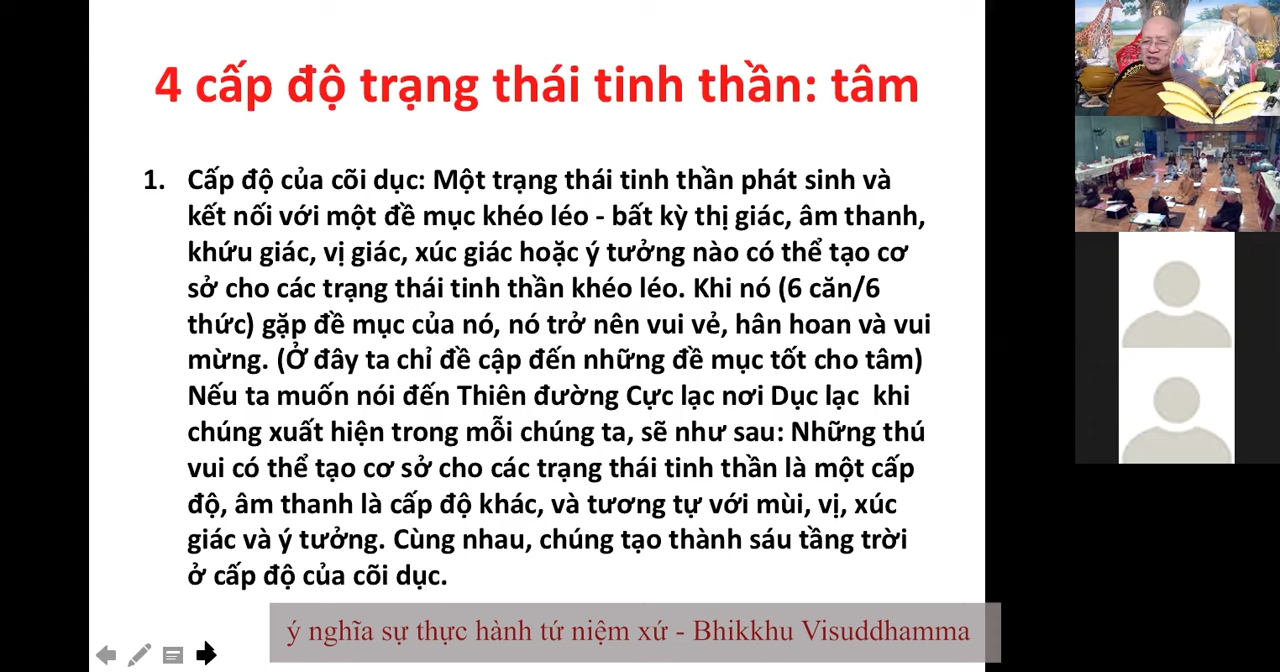 4 cấp độ trạng thái tinh thần: tâm
1. Cấp độ của cõi dục: Một trạng thái tinh thần phát sinh và
kết nối với một đề mục khéo léo - bất kỳ thị giác, âm thanh,
khứu giác, vị giác, xúc giác hoặc ý tưởng nào có thể tạo cơ
sở cho các trạng thái tinh thần khéo léo. Khi nó (6 căn/6
thức) gặp đề mục của nó, nó trở nên vui vẻ, hân hoan và vui
mừng. (Ở đây ta chỉ đề cập đến những đề mục tốt cho tâm)
Nếu ta muốn nói đến Thiên đường Cực lạc nơi Dục lạc khi
chúng xuất hiện trong mỗi chúng ta, sẽ như sau: Những thú
vui có thể tạo cơ sở cho các trạng thái tinh thần là một cấp
độ, âm thanh là cấp độ khác, và tương tự với mùi, vị, xúc
giác và ý tưởng. Cùng nhau, chúng tạo thành sáu tầng trời
ở cấp độ của cõi dục.
ý nghĩa sự thực hành tứ niệm xứ - Bhikkhu Visuddhamma